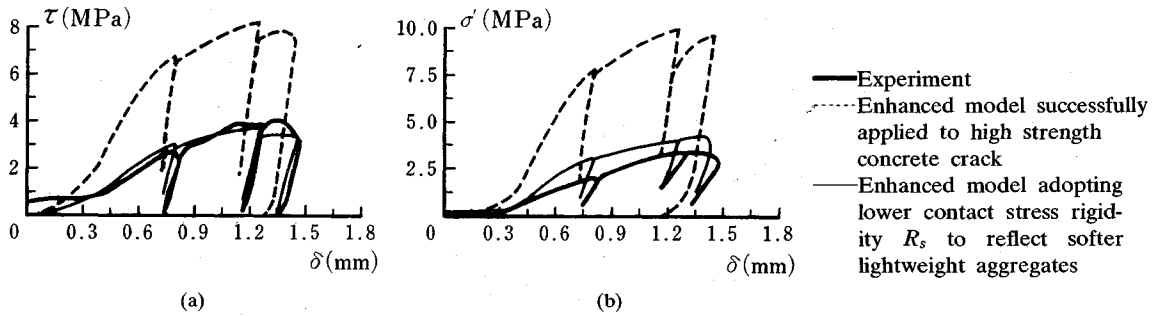 τ(MPa)
8
6
4
2
0
0.3 0.6 0.9 1.2 1.5 1.8
δ(mm)
(a)
σ′(MPa)
10.0
7.5
5.0
2.5
0
0.3 0.6 0.9 1.2 1.5 1.8
δ(mm)
(b)
Experiment
Enhanced model successfully
applied to high strength
concrete crack
Enhanced model adopting
lower contact stress rigid-
ity Rs to reflect softer
lightweight aggregates